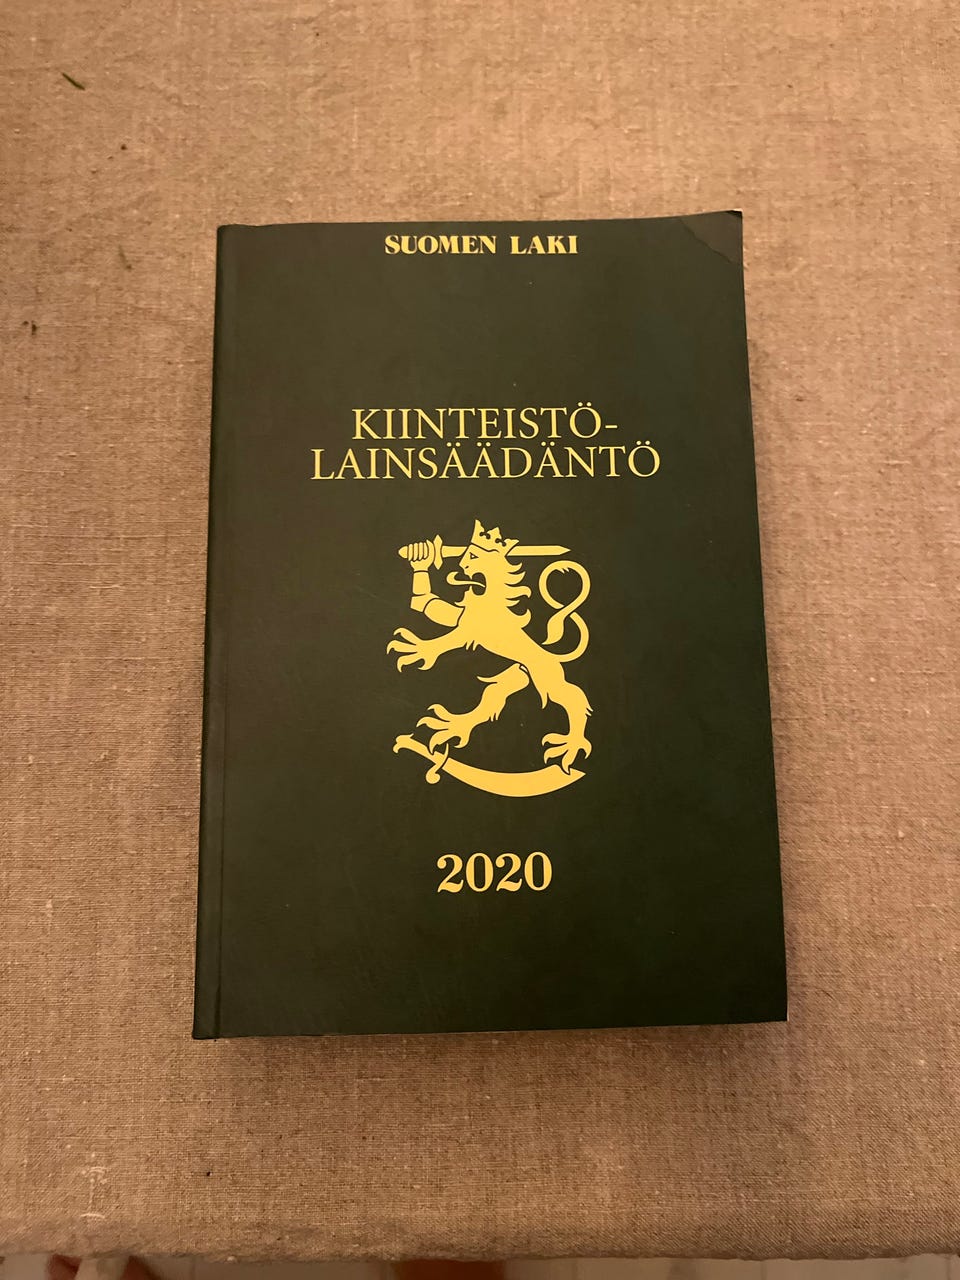 SUOMEN LAKI
KIINTEISTÖ-
LAINSÄÄDÄNTÖ
2020